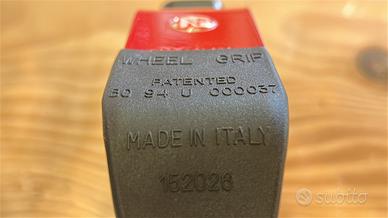 WHEEL GRIP
PATENTED
BO 94 U 000037
MADE IN ITALY
152026
subito